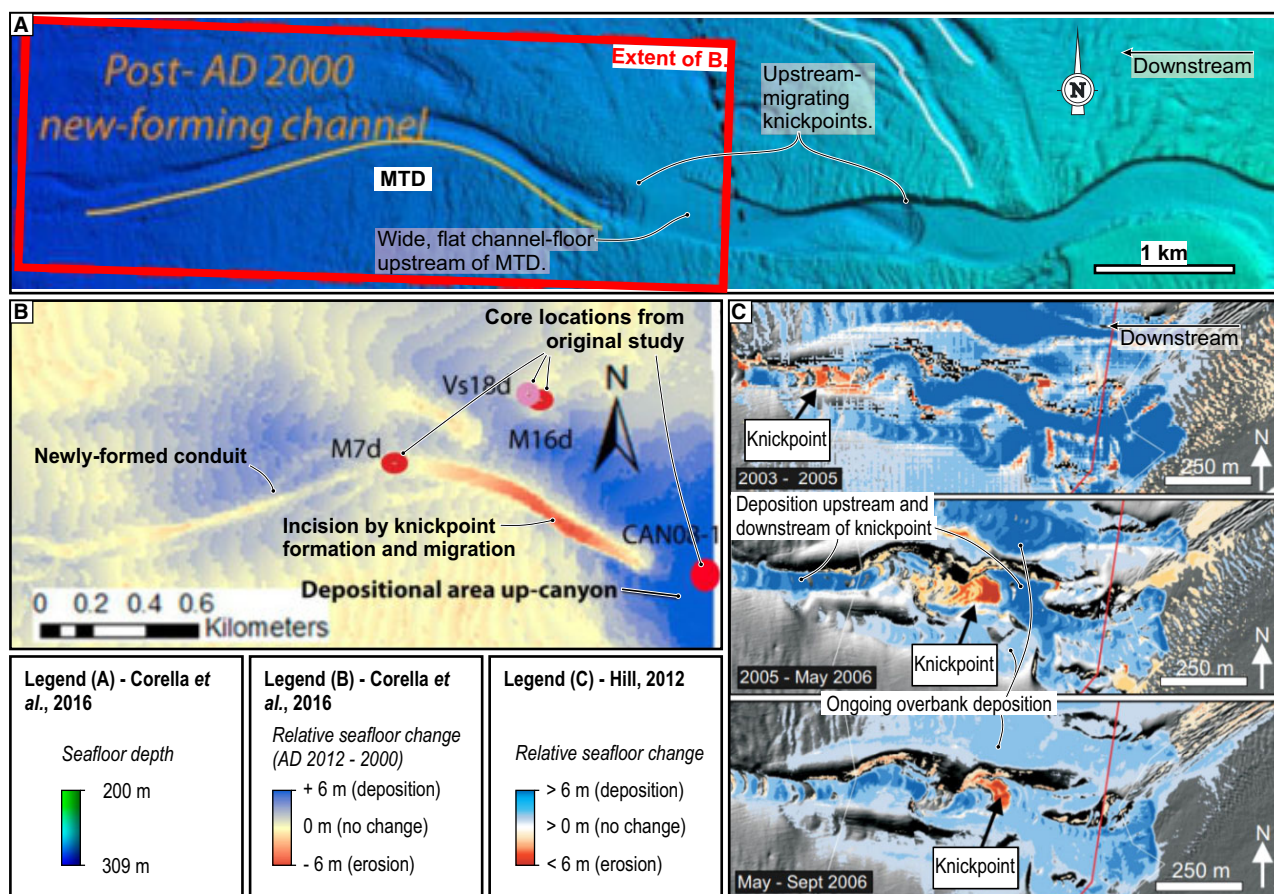 A
Post- AD 2000
new-forming channel
Extent of B.
Upstream-
migrating
knickpoints.
N
Downstream
MTD
Wide, flat channel-floor
upstream of MTD.
1 km
B
Core locations from
original study
Vs18d
N
M7d
M16d
Newly-formed conduit
Incision by knickpoint
formation and migration
CAN08-1
Depositional area up-canyon
0 0.2 0.4 0.6
Kilometers
C
Downstream
Knickpoint
N
2003 - 2005
250 m
Deposition upstream and
downstream of knickpoint
Knickpoint
N
2005 - May 2006
250 m
Ongoing overbank deposition
Knickpoint
N
May - Sept 2006
250 m
Legend (A) - Corella et
al., 2016
Seafloor depth
200 m
309 m
Legend (B) - Corella et
al., 2016
Relative seafloor change
(AD 2012 - 2000)
+ 6 m (deposition)
0 m (no change)
- 6 m (erosion)
Legend (C) - Hill, 2012
Relative seafloor change
> 6 m (deposition)
> 0 m (no change)
< 6 m (erosion)